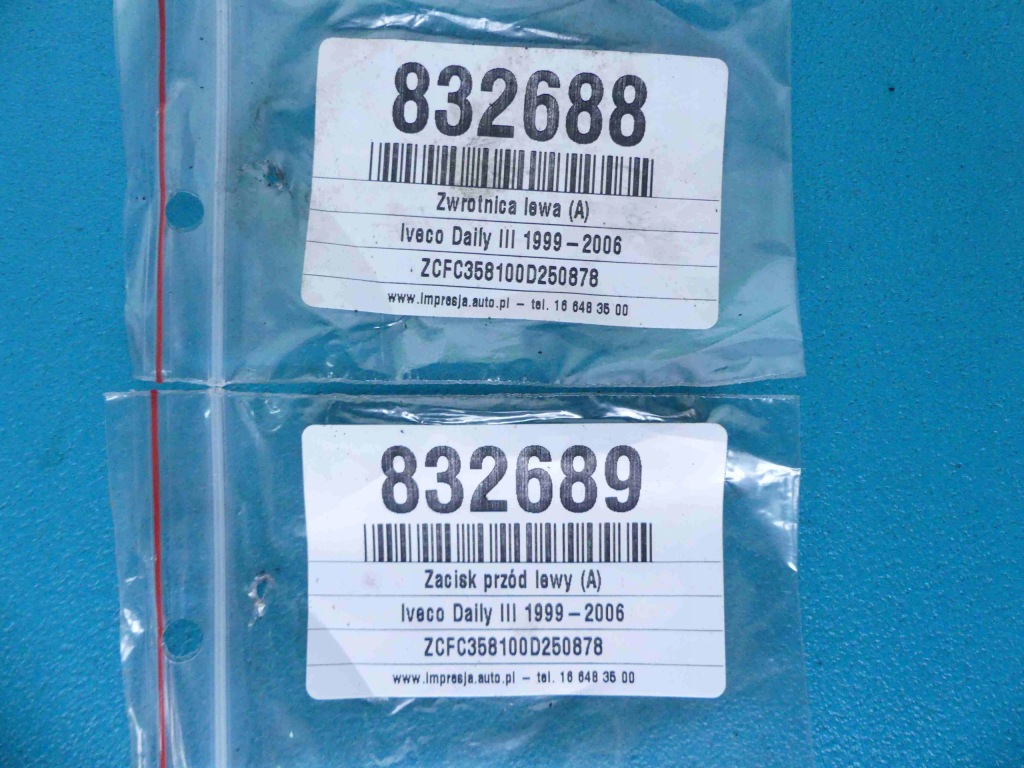 832688
Zwrotnica lewa (A)
Iveco Daily III 1999-2006
ZCFC358100D250878
www.impresja.auto.pl - tel. 16 648 35 00
832689
Zacisk przód lewy (A)
Iveco Daily III 1999-2006
ZCFC358100D250878
www.impresja.auto.pl - tel. 16 648 35 00